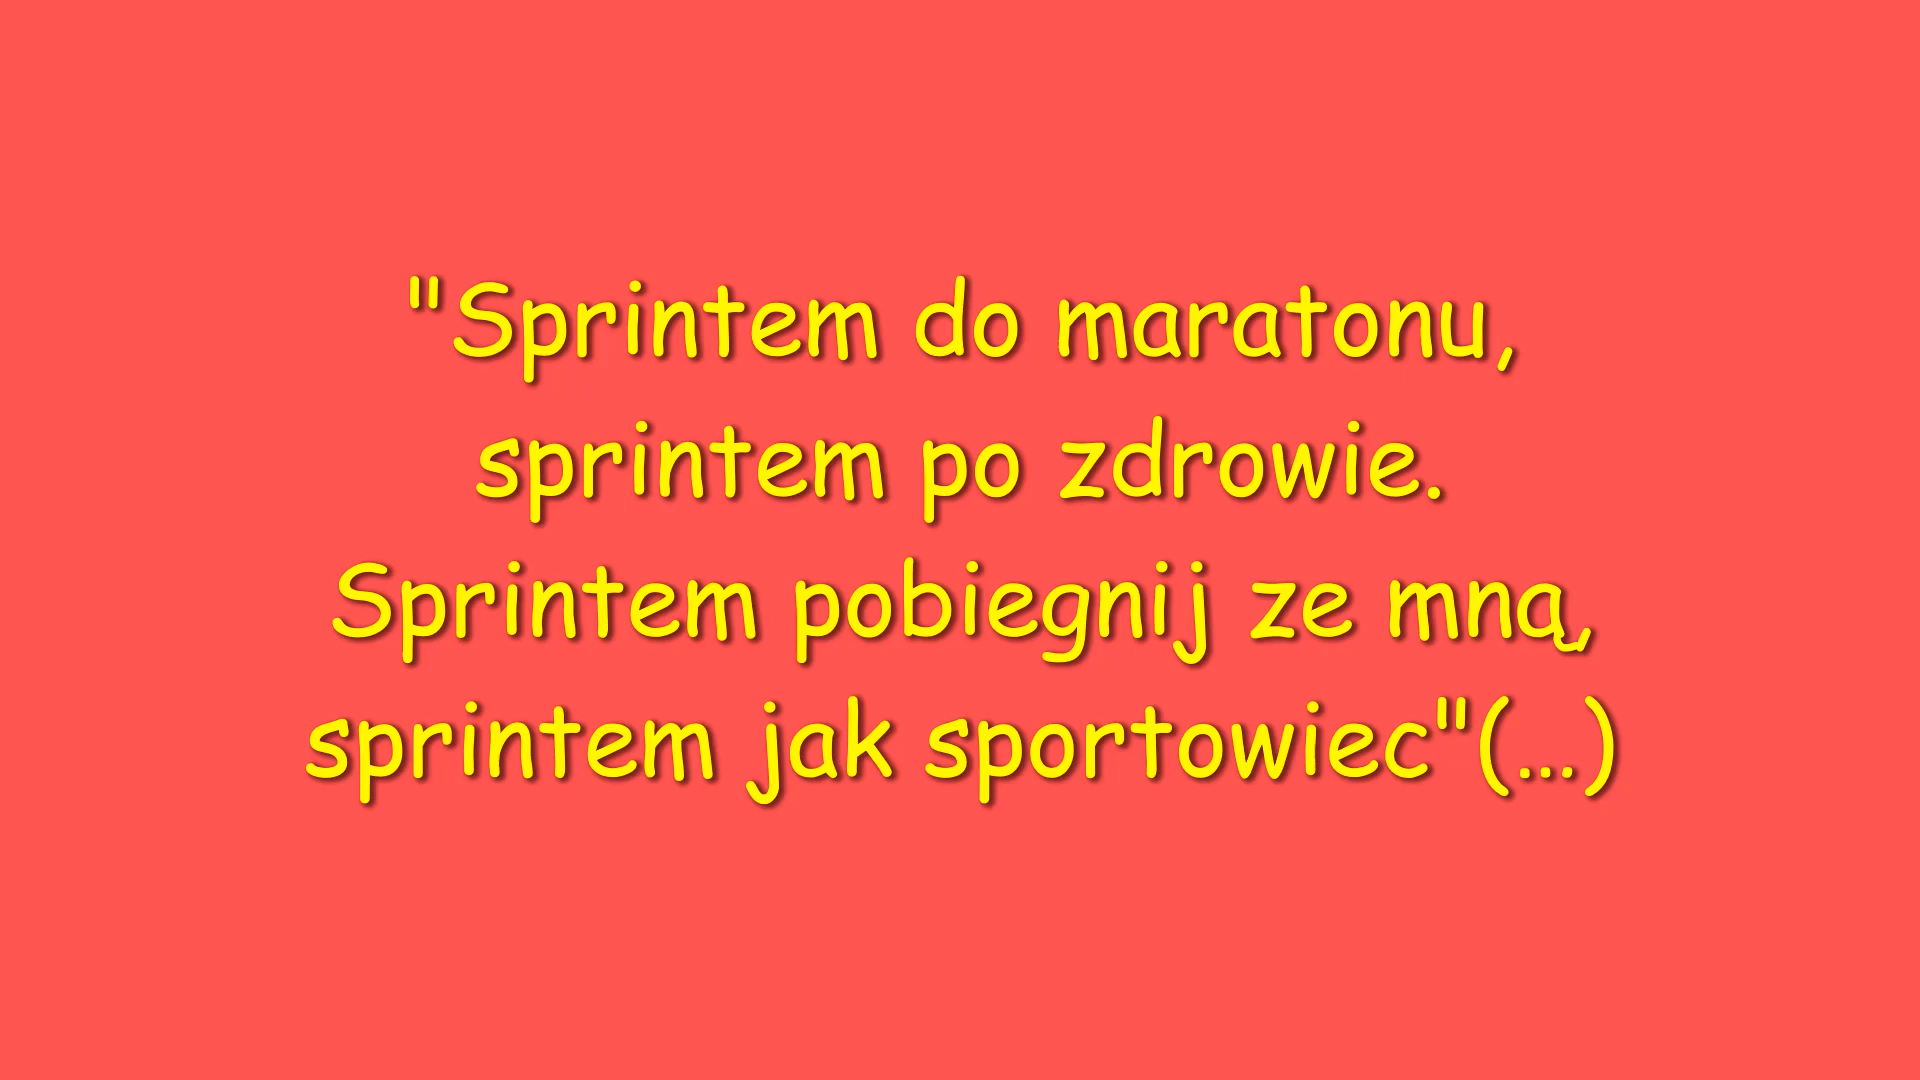 "Sprintem do maratonu,
sprintem po zdrowie.
Sprintem pobiegnij ze mną,
sprintem jak sportowiec"(...)